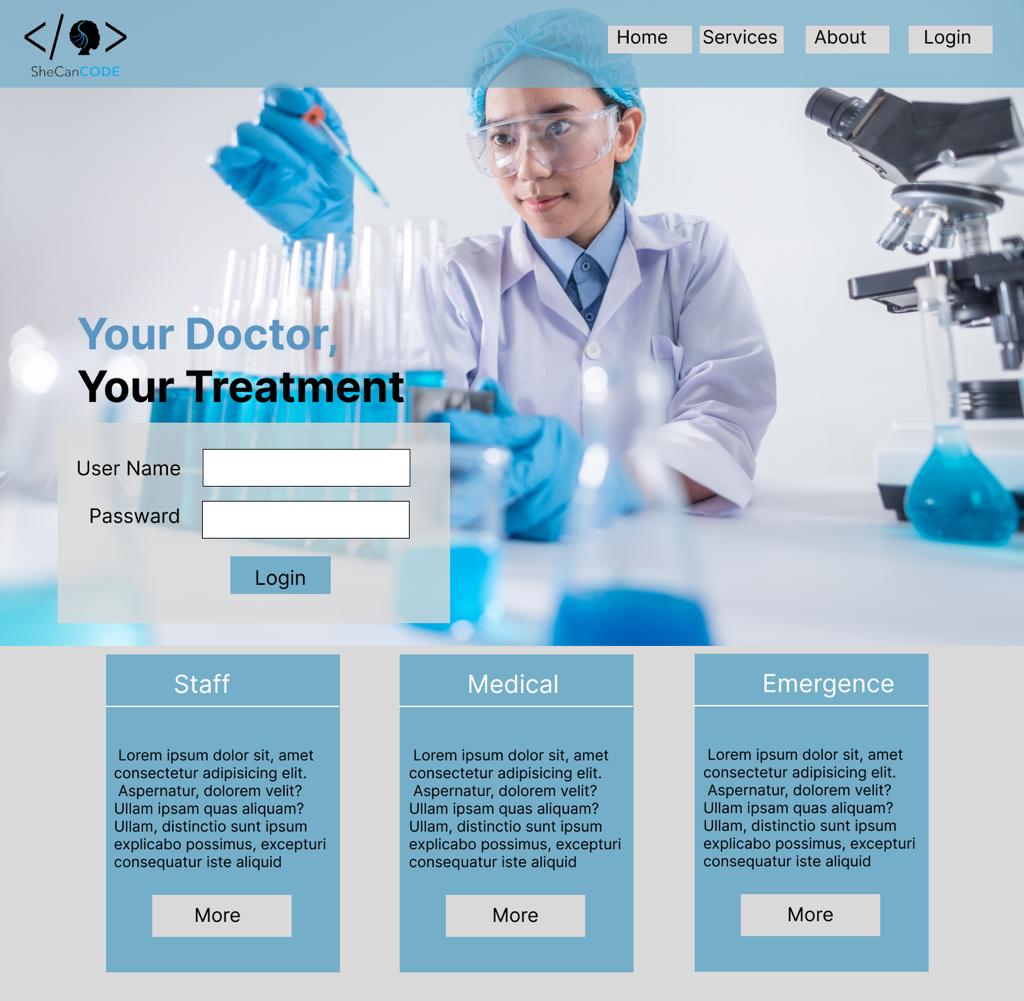 </>
SheCanCODE
Home
Services
About
Login
Your Doctor,
Your Treatment
User Name
Passward
Login
Staff
Lorem ipsum dolor sit, amet
consectetur adipisicing elit.
Aspernatur, dolorem velit?
Ullam ipsam quas aliquam?
Ullam, distinctio sunt ipsum
explicabo possimus, excepturi
consequatur iste aliquid
More
Medical
Lorem ipsum dolor sit, amet
consectetur adipisicing elit.
Aspernatur, dolorem velit?
Ullam ipsam quas aliquam?
Ullam, distinctio sunt ipsum
explicabo possimus, excepturi
consequatur iste aliquid
More
Emergence
Lorem ipsum dolor sit, amet
consectetur adipisicing elit.
Aspernatur, dolorem velit?
Ullam ipsam quas aliquam?
Ullam, distinctio sunt ipsum
explicabo possimus, excepturi
consequatur iste aliquid
More